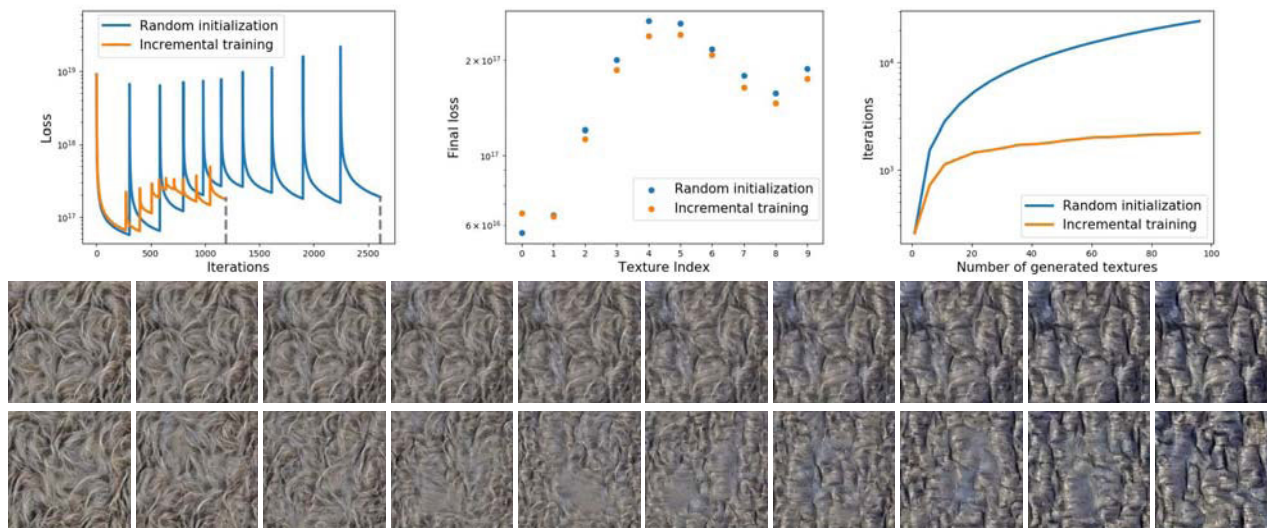 Random initialization
Incremental training
10^19
10^18
10^17
Loss
0 500 1000 1500 2000 2500
Iterations
2 × 10^17
10^17
6 × 10^16
Final loss
Random initialization
Incremental training
0 1 2 3 4 5 6 7 8 9
Texture Index
10^4
10^3
Iterations
Random initialization
Incremental training
0 20 40 60 80 100
Number of generated textures